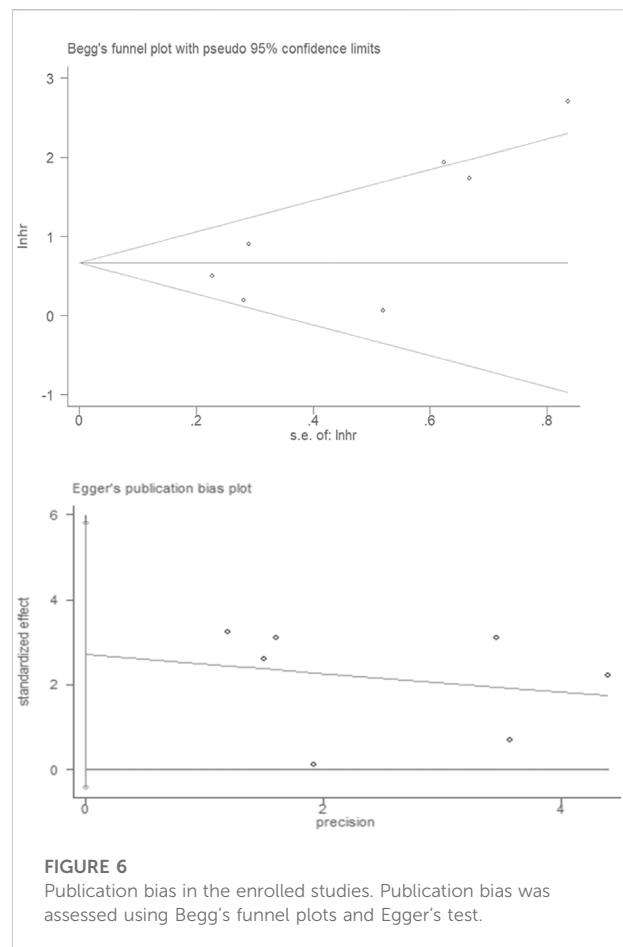 Begg's funnel plot with pseudo 95% confidence limits
3
2
1
0
-1
lnhr
0
.2
.4
.6
.8
s.e. of: lnhr
Egger's publication bias plot
6
4
2
0
standardized effect
0
2
4
precision
FIGURE 6
Publication bias in the enrolled studies. Publication bias was
assessed using Begg's funnel plots and Egger's test.